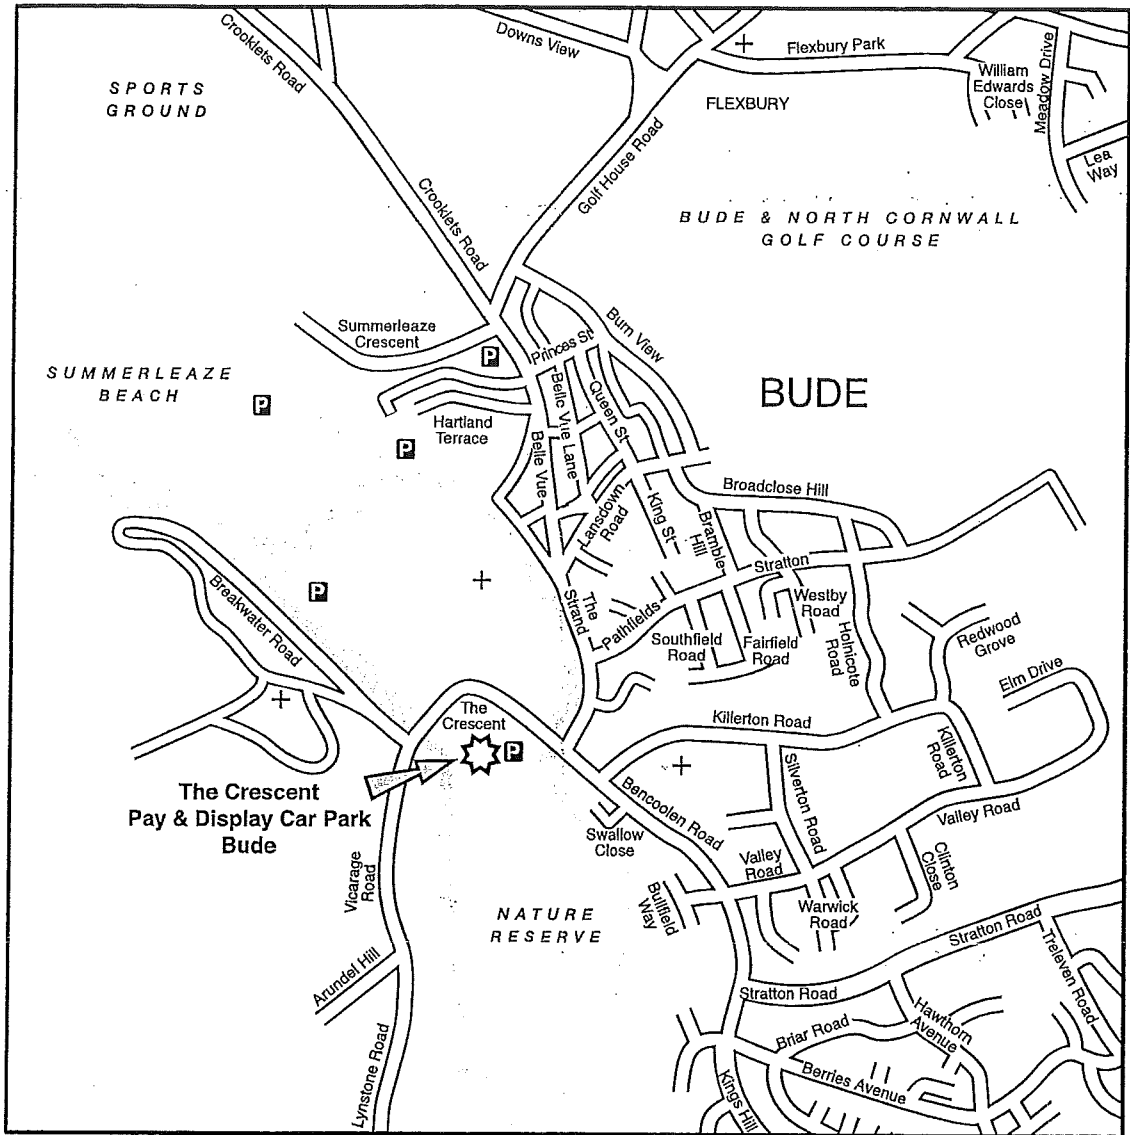 Crooklets Road
Downs View
Flexbury Park
William
Edwards
Close
Meadow Drive
Lea
Way
SPORTS
GROUND
FLEXBURY
Golf House Road
Crooklets Road
BUDE & NORTH CORNWALL
GOLF COURSE
Summerleaze
Crescent
P
Burn View
Princes St
SUMMERLEAZE
BEACH
P
BUDE
Belle Vue Lane
Queen St
Hartland
Terrace
P
Belle Vue
Lansdown
Road
King St
Broadclose Hill
Bramble
Hill
Stratton
P
Breakwater Road
The
Strand
Pathfields
Westby
Road
Southfield
Road
Fairfield
Road
Holnicote
Road
Redwood
Grove
Elm Drive
The
Crescent
P
Killerton Road
Killerton
Road
The Crescent
Pay & Display Car Park
Bude
Bencoolen Road
Silverton Road
Valley Road
Swallow
Close
Valley
Road
Clinton
Close
Vicarage
Road
Bullfield
Way
Warwick
Road
NATURE
RESERVE
Stratton Road
Treleven Road
Arundel Hill
Stratton Road
Hawthorn
Avenue
Briar Road
Berries Avenue
Lynstone Road
Kings Hill